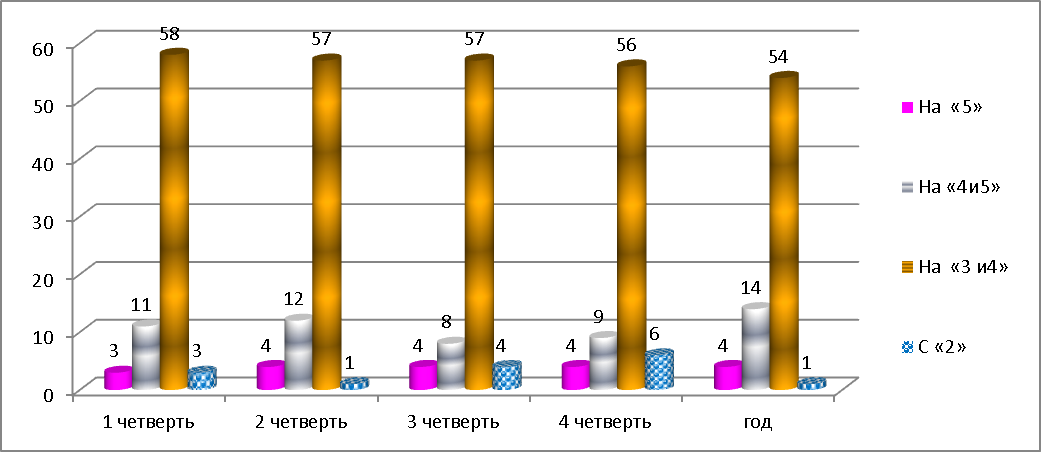 60
50
40
30
20
10
0
3 11 58 3
4 12 57 1
4 8 57 4
4 9 56 6
4 14 54 1
1 четверть 2 четверть 3 четверть 4 четверть год
На «5»
На «4и5»
На «3 и4»
С «2»